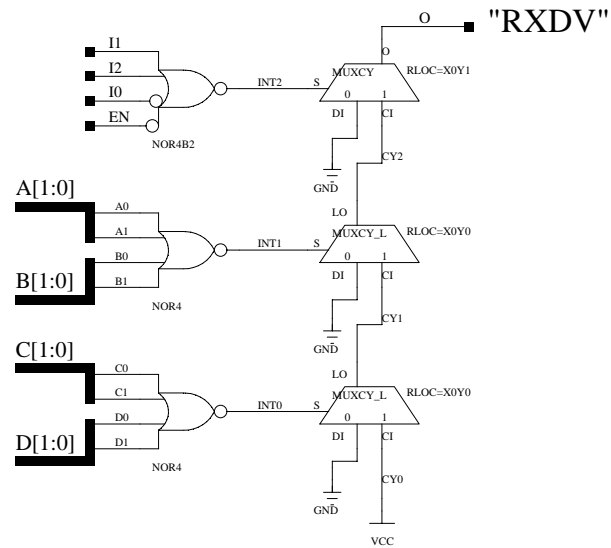 O "RXDV"
I1
I2
I0
EN
NOR4B2
INT2
S
MUXCY
O
0 1
RLOC=X0Y1
DI CI
GND
CY2
A[1:0]
A0
A1
B[1:0]
B0
B1
NOR4
INT1
S
LO
MUXCY_L
0 1
RLOC=X0Y0
DI CI
GND
CY1
C[1:0]
C0
C1
D[1:0]
D0
D1
NOR4
INT0
S
LO
MUXCY_L
0 1
RLOC=X0Y0
DI CI
GND
CY0
VCC